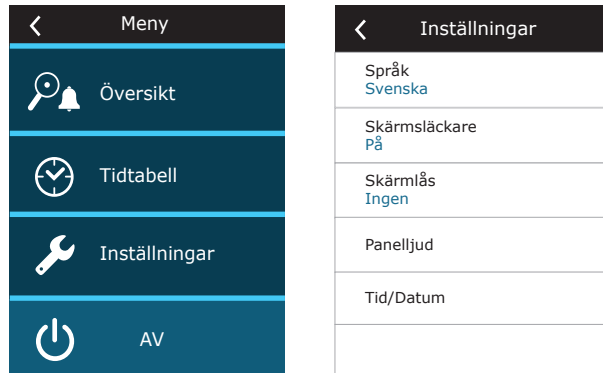 Meny
Översikt
Tidtabell
Inställningar
AV
Inställningar
Språk
Svenska
Skärmsläckare
På
Skärmlås
Ingen
Panelljud
Tid/Datum